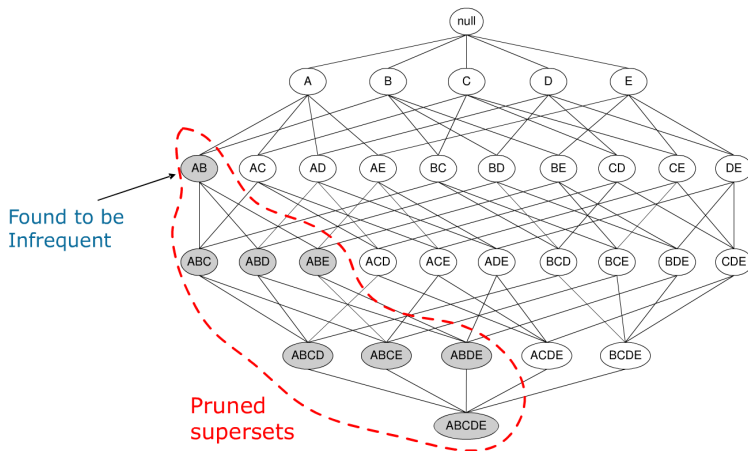 null
A B C D E
AB AC AD AE BC BD BE CD CE DE
Found to be
Infrequent
ABC ABD ABE ACD ACE ADE BCD BCE BDE CDE
ABCD ABCE ABDE ACDE BCDE
Pruned
supersets
ABCDE